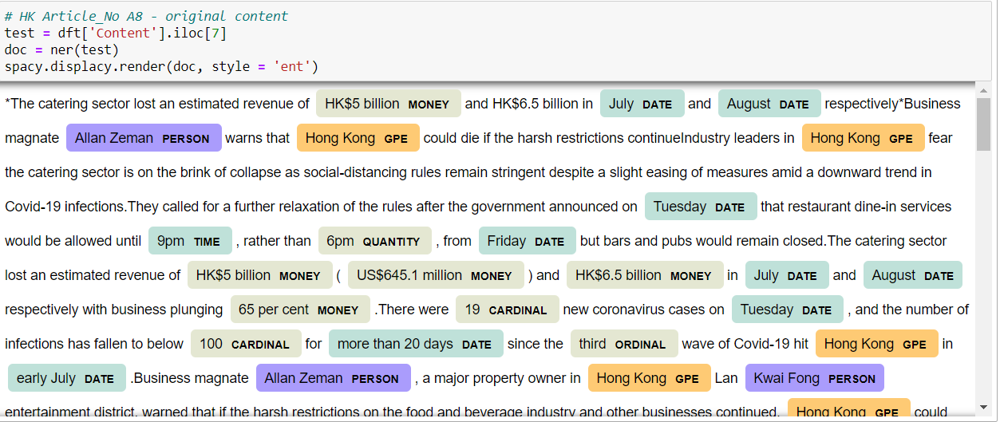 # HK Article_No A8 - original content
test = dft['Content'].iloc[7]
doc = ner(test)
spacy.displacy.render(doc, style = 'ent')
*The catering sector lost an estimated revenue of HK$5 billion MONEY and HK$6.5 billion in July DATE and August DATE respectively*Business
magnate Allan Zeman PERSON warns that Hong Kong GPE could die if the harsh restrictions continueIndustry leaders in Hong Kong GPE fear
the catering sector is on the brink of collapse as social-distancing rules remain stringent despite a slight easing of measures amid a downward trend in
Covid-19 infections.They called for a further relaxation of the rules after the government announced on Tuesday DATE that restaurant dine-in services
would be allowed until 9pm TIME , rather than 6pm QUANTITY , from Friday DATE but bars and pubs would remain closed.The catering sector
lost an estimated revenue of HK$5 billion MONEY ( US$645.1 million MONEY ) and HK$6.5 billion MONEY in July DATE and August DATE
respectively with business plunging 65 per cent MONEY .There were 19 CARDINAL new coronavirus cases on Tuesday DATE , and the number of
infections has fallen to below 100 CARDINAL for more than 20 days DATE since the third ORDINAL wave of Covid-19 hit Hong Kong GPE in
early July DATE .Business magnate Allan Zeman PERSON , a major property owner in Hong Kong GPE Lan Kwai Fong PERSON
entertainment district, warned that if the harsh restrictions on the food and beverage industry and other businesses continued, Hong Kong GPE could